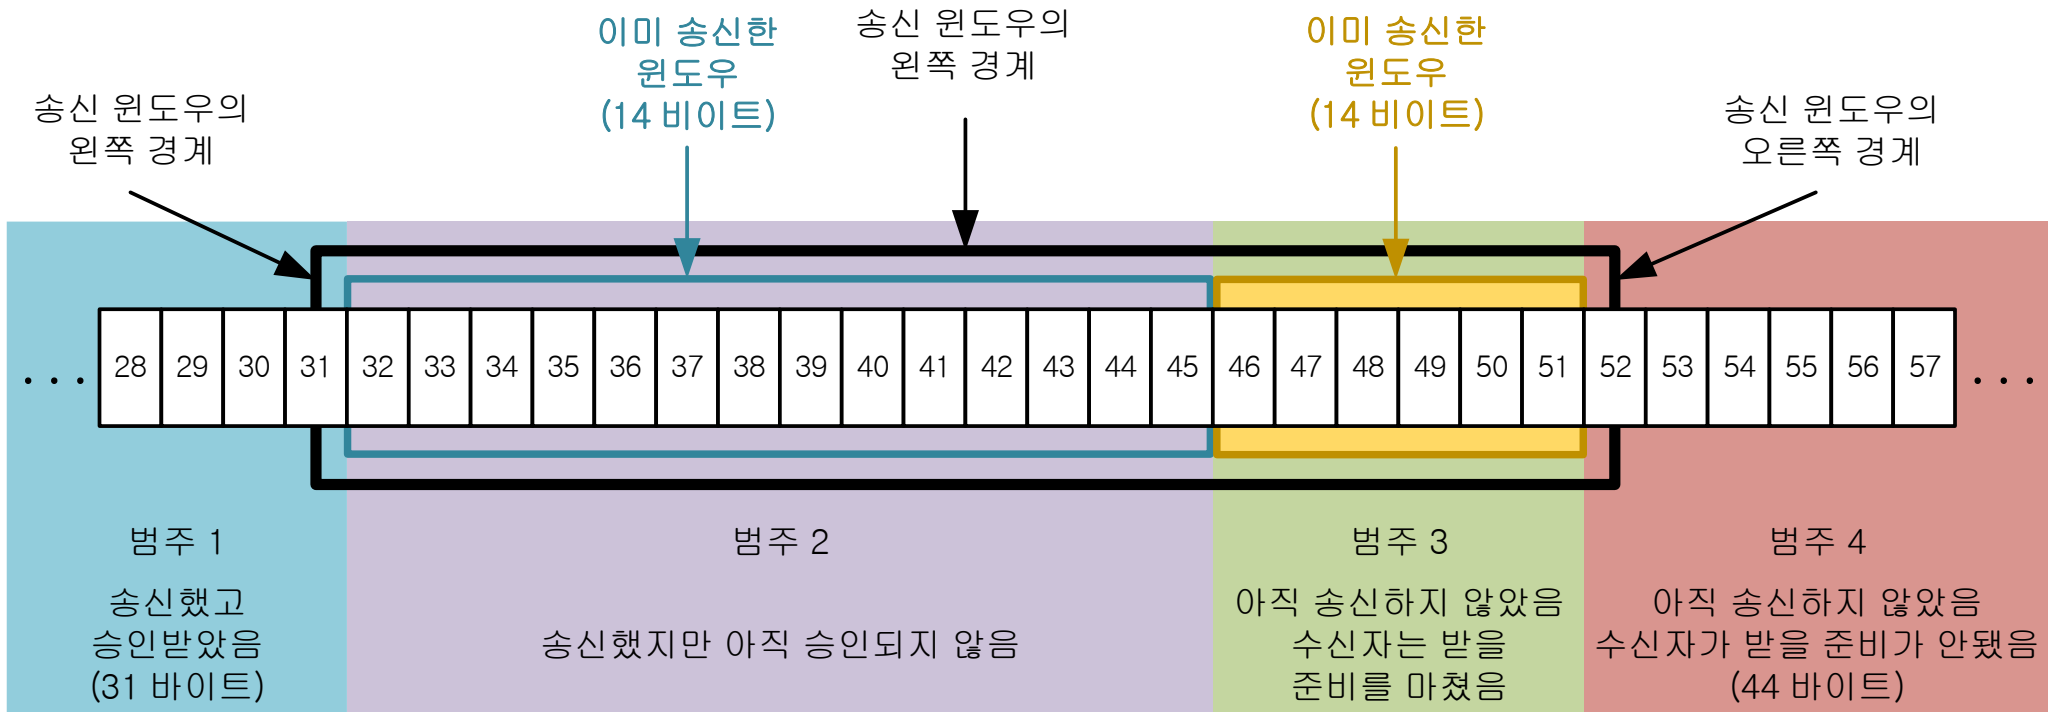 송신 윈도우의
왼쪽 경계
이미 송신한
윈도우
(14 비이트)
송신 윈도우의
왼쪽 경계
이미 송신한
윈도우
(14 비이트)
송신 윈도우의
오른쪽 경계
... 28 29 30 31 32 33 34 35 36 37 38 39 40 41 42 43 44 45 46 47 48 49 50 51 52 53 54 55 56 57 ...
범주 1
송신했고
승인받았음
(31 바이트)
범주 2
송신했지만 아직 승인되지 않음
범주 3
아직 송신하지 않았음
수신자는 받을
준비를 마쳤음
범주 4
아직 송신하지 않았음
수신자가 받을 준비가 안됐음
(44 바이트)